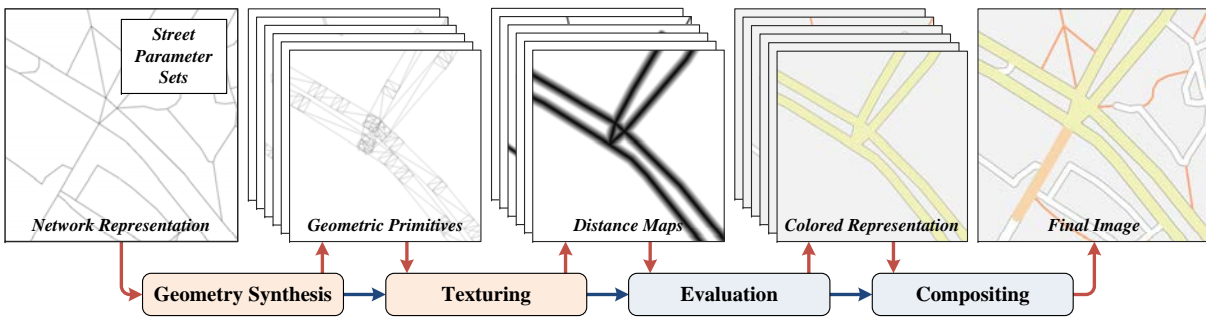 Street
Parameter
Sets
Network Representation
Geometric Primitives
Distance Maps
Colored Representation
Final Image
Geometry Synthesis
Texturing
Evaluation
Compositing